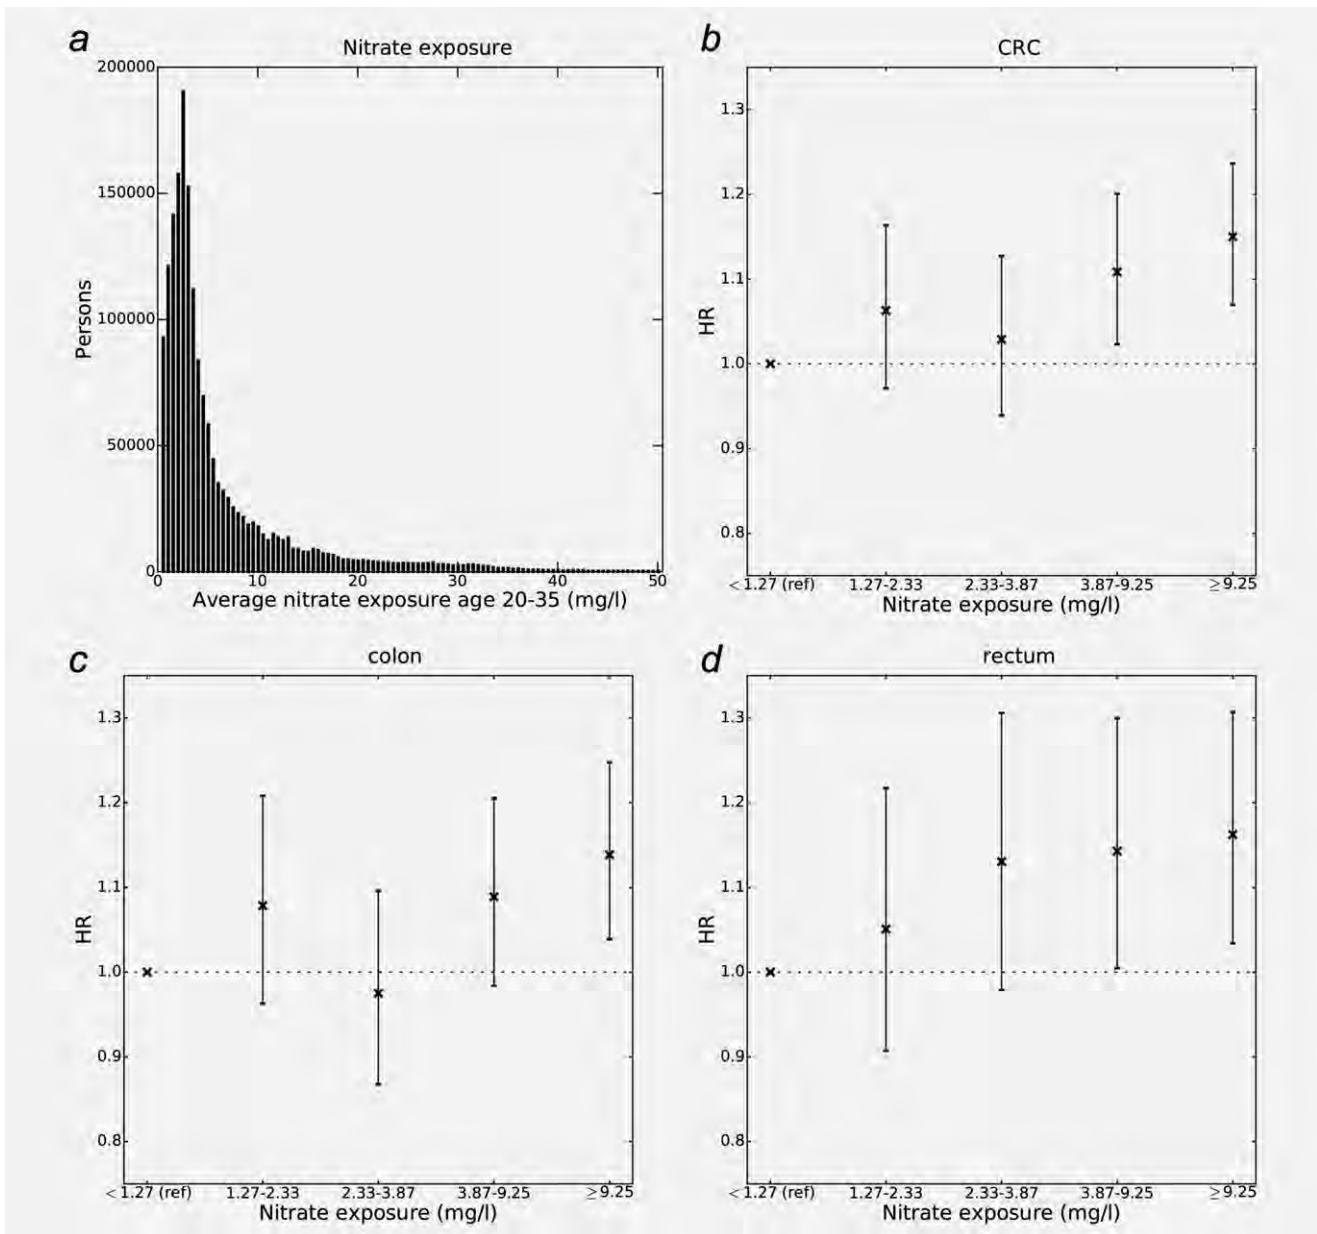 a
Nitrate exposure
200000
150000
100000
50000
0
Persons
0 10 20 30 40 50
Average nitrate exposure age 20-35 (mg/l)
b
CRC
1.3
1.2
1.1
1.0
0.9
0.8
HR
<1.27 (ref) 1.27-2.33 2.33-3.87 3.87-9.25 ≥9.25
Nitrate exposure (mg/l)
c
colon
1.3
1.2
1.1
1.0
0.9
0.8
HR
<1.27 (ref) 1.27-2.33 2.33-3.87 3.87-9.25 ≥9.25
Nitrate exposure (mg/l)
d
rectum
1.3
1.2
1.1
1.0
0.9
0.8
HR
<1.27 (ref) 1.27-2.33 2.33-3.87 3.87-9.25 ≥9.25
Nitrate exposure (mg/l)